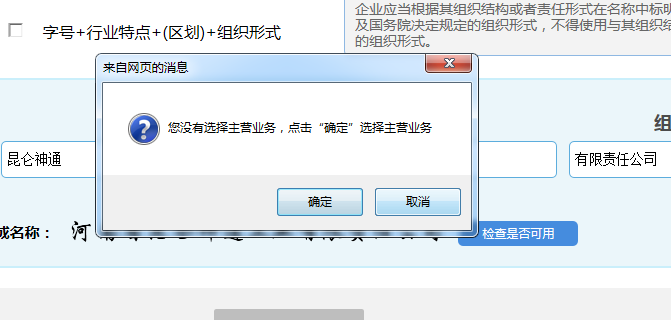 企业应当根据其组织结构或者责任形式在名称中标明
及国务院决定规定的组织形式，不得使用与其组织结
的组织形式。
字号+行业特点+(区划)+组织形式
来自网页的消息
您没有选择主营业务，点击“确定”选择主营业务
组
昆仑神通
有限责任公司
确定
取消
成名称：
河
检查是否可用